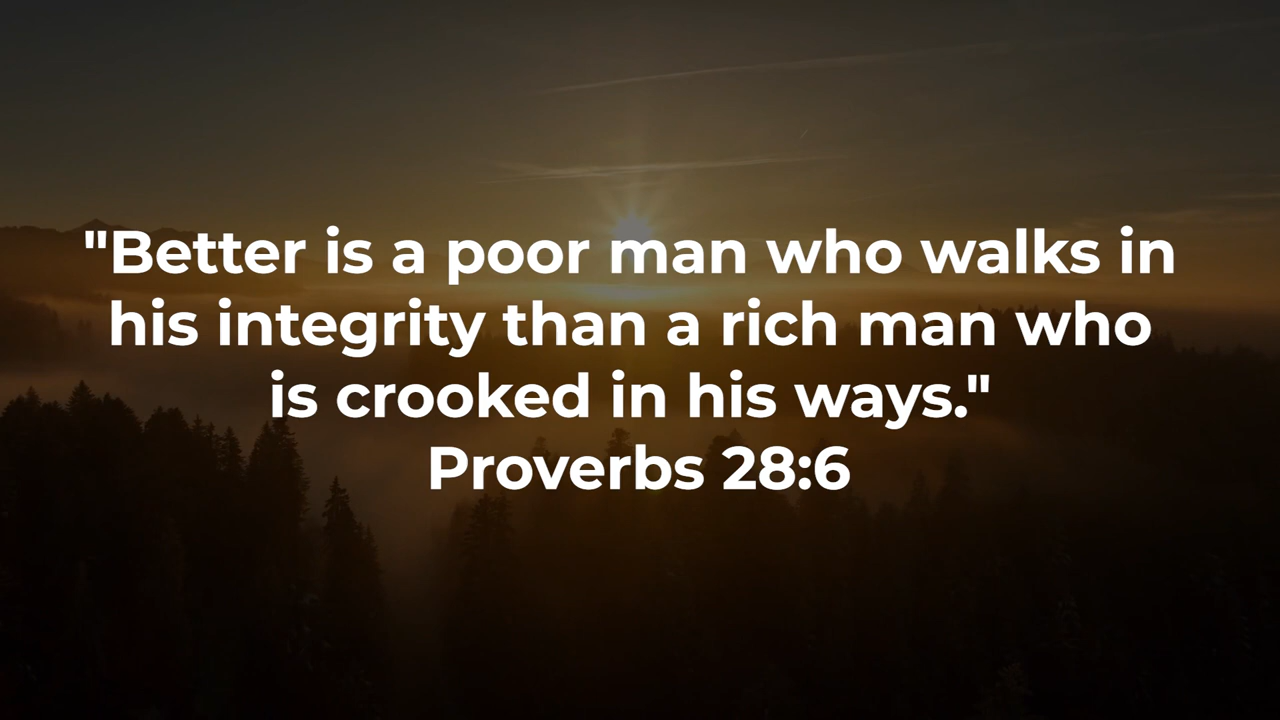 "Better is a poor man who walks in
his integrity than a rich man who
is crooked in his ways."
Proverbs 28:6